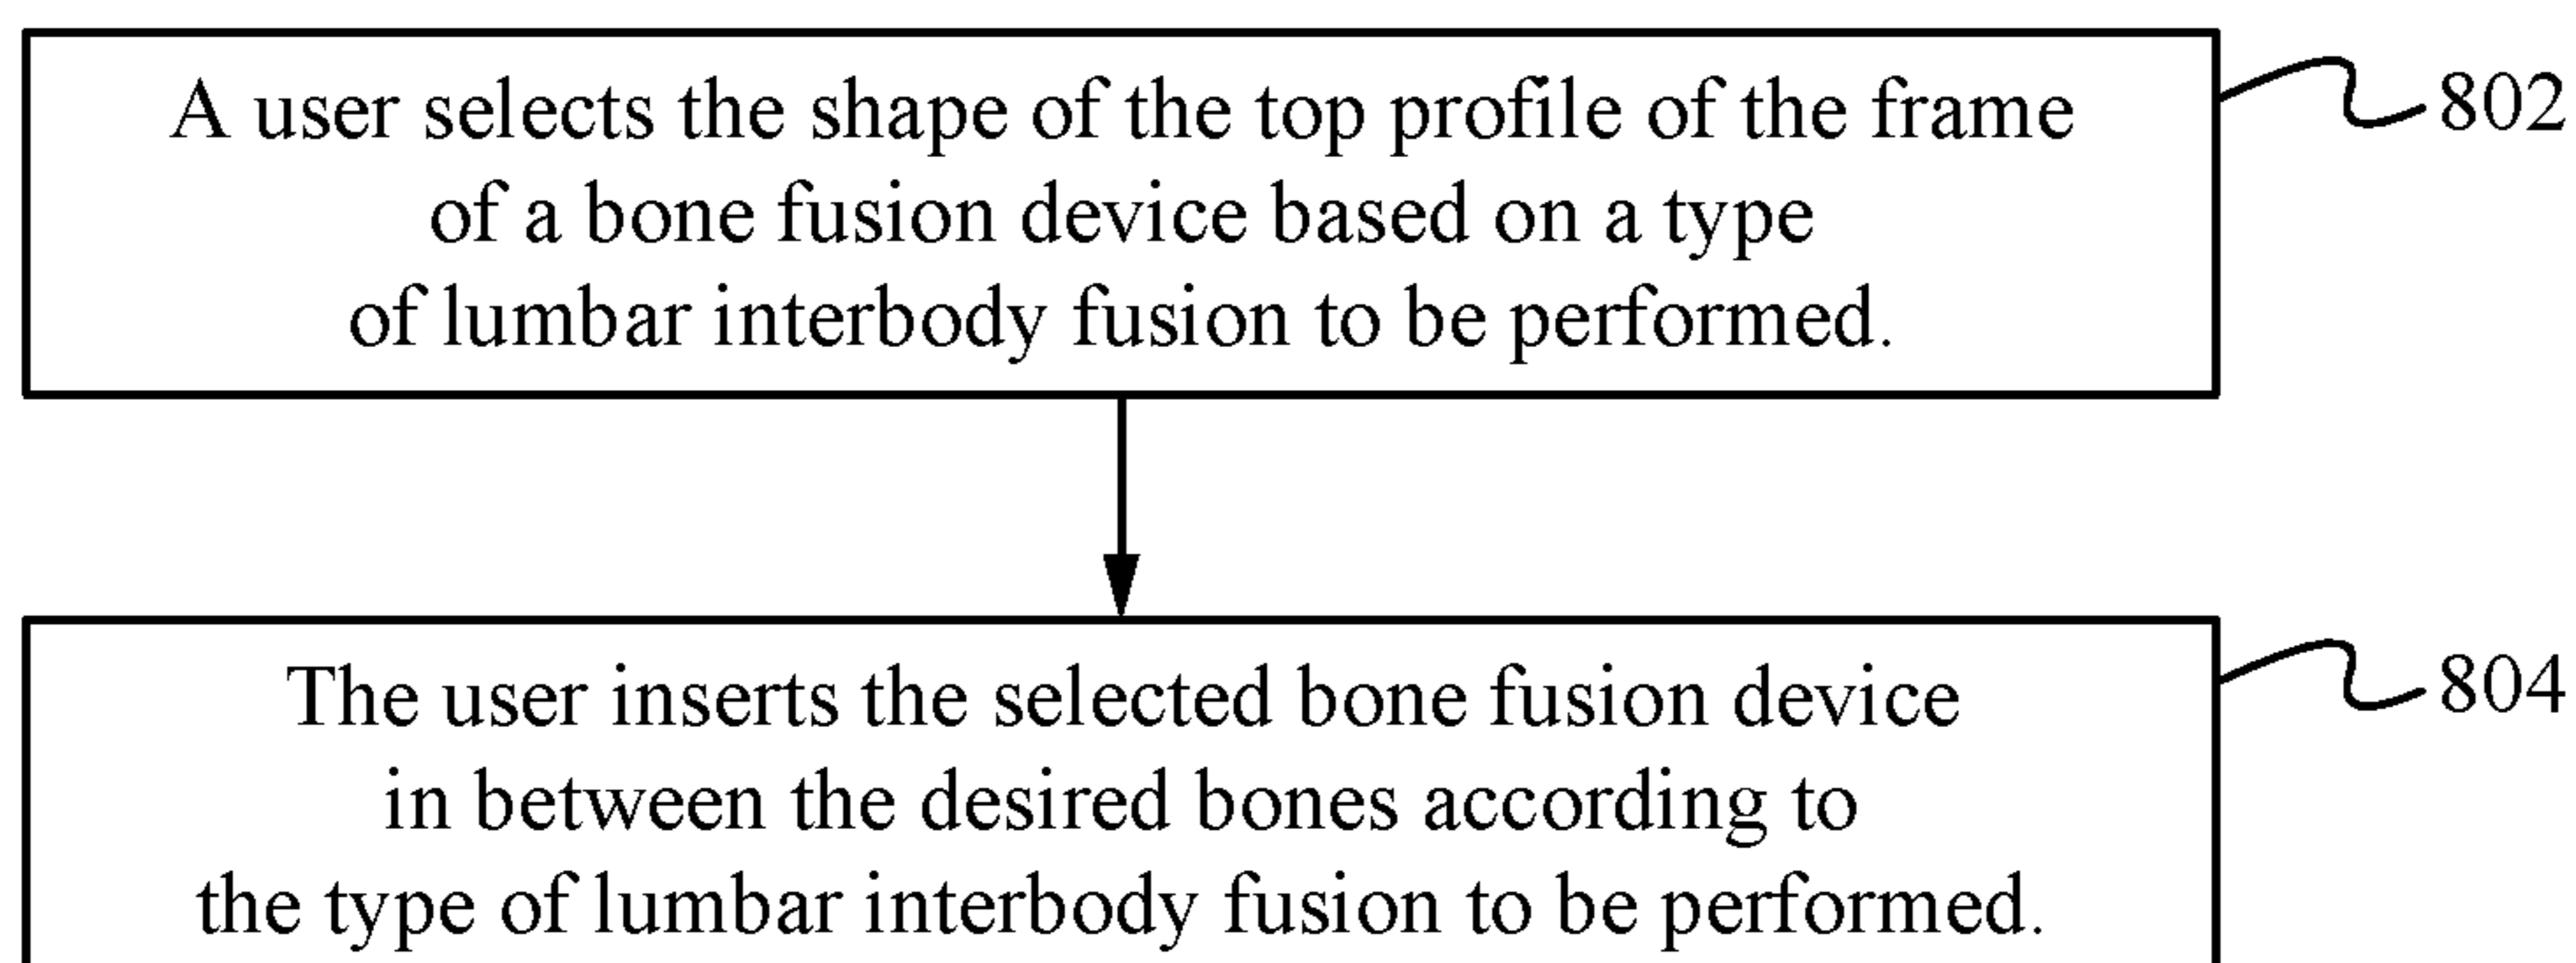 A user selects the shape of the top profile of the frame
of a bone fusion device based on a type
of lumbar interbody fusion to be performed.
802
The user inserts the selected bone fusion device
in between the desired bones according to
the type of lumbar interbody fusion to be performed.
804